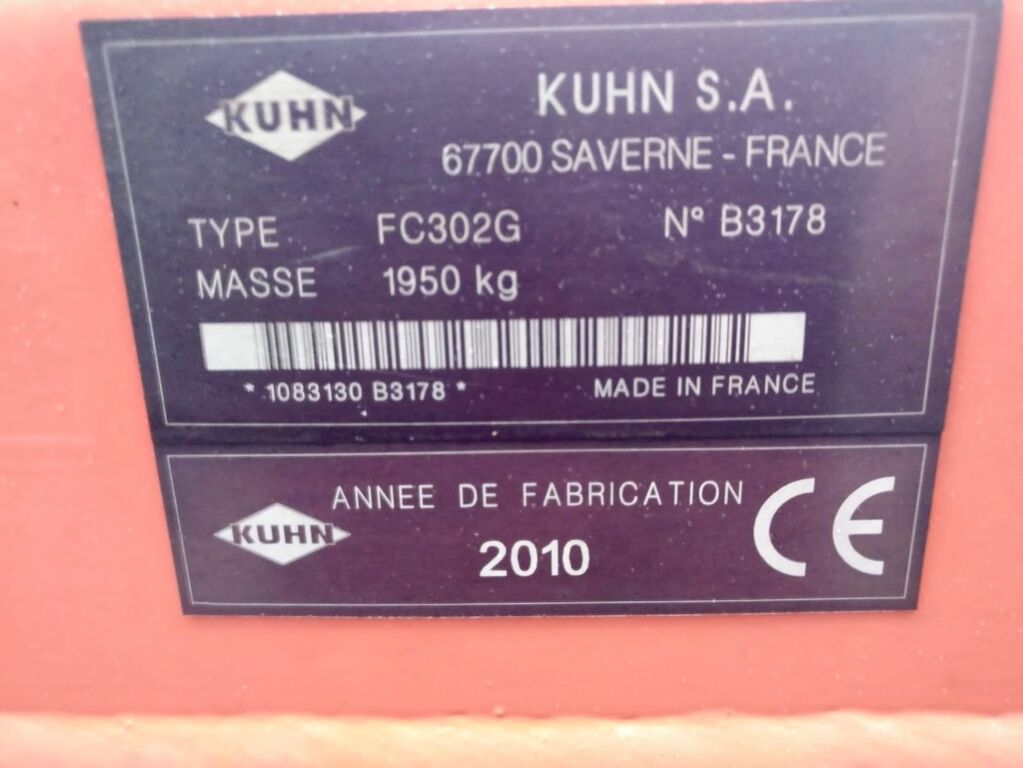 KUHN
KUHN S.A.
67700 SAVERNE - FRANCE
TYPE FC302G N° B3178
MASSE 1950 kg
* 1083130 B3178 * MADE IN FRANCE
KUHN
ANNEE DE FABRICATION
2010
CE